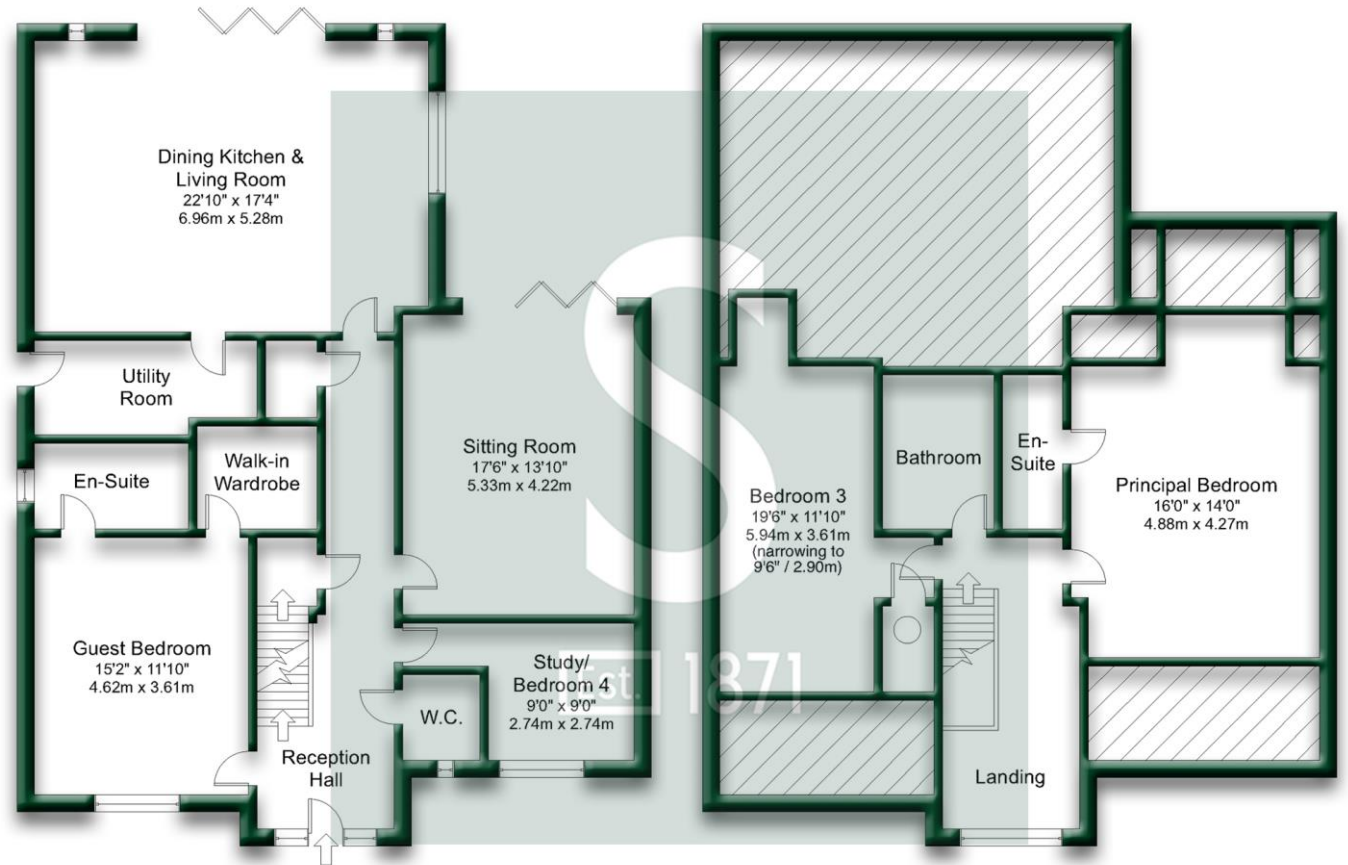 Dining Kitchen &
Living Room
22'10" x 17'4"
6.96m x 5.28m
Utility
Room
En-Suite
Walk-in
Wardrobe
Sitting Room
17'6" x 13'10"
5.33m x 4.22m
Guest Bedroom
15'2" x 11'10"
4.62m x 3.61m
Study/
Bedroom 4
9'0" x 9'0"
2.74m x 2.74m
W.C.
Reception
Hall
Bedroom 3
19'6" x 11'10"
5.94m x 3.61m
(narrowing to
9'6" / 2.90m)
Bathroom
En-
Suite
Principal Bedroom
16'0" x 14'0"
4.88m x 4.27m
Landing
S
Est. 1871